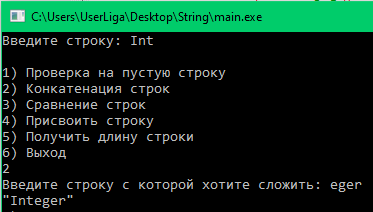 C:\Users\UserLiga\Desktop\String\main.exe
Введите строку: Int
1) Проверка на пустую строку
2) Конкатенация строк
3) Сравнение строк
4) Присвоить строку
5) Получить длину строки
6) Выход
2
Введите строку с которой хотите сложить: eger
"Integer"